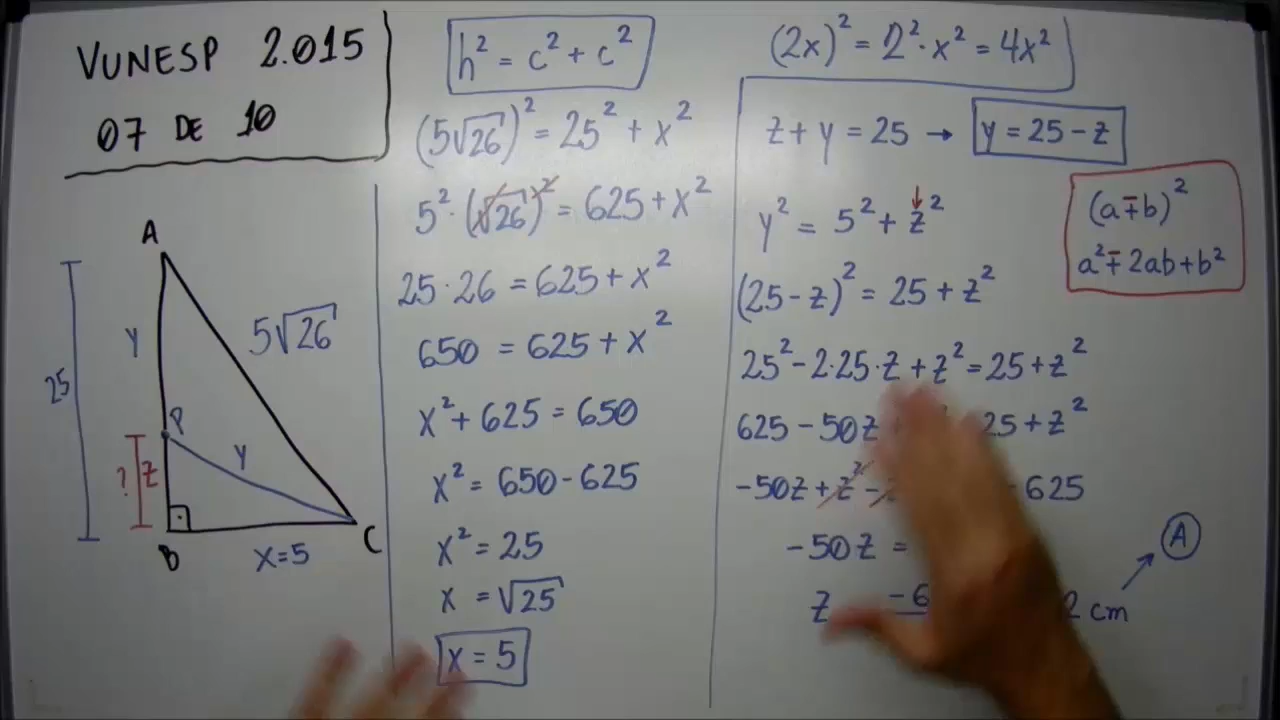 VUNESP 2.015
07 DE 10
A
Y
5√26
25
P
? z
Y
B
x=5
C
h² = c² + c²
(5√26)² = 25² + x²
5² · (√26)² = 625 + x²
25 · 26 = 625 + x²
650 = 625 + x²
x² + 625 = 650
x² = 650 - 625
x² = 25
x = √25
x = 5
(2x)² = 2² · x² = 4x²
z + y = 25 → y = 25 - z
y² = 5² + z²
(25 - z)² = 25 + z²
25² - 2·25·z + z² = 25 + z²
625 - 50z 25 + z²
-50z + z² - - 625
-50z =
z -6 2 cm
A
(a∓b)²
a² ∓ 2ab + b²